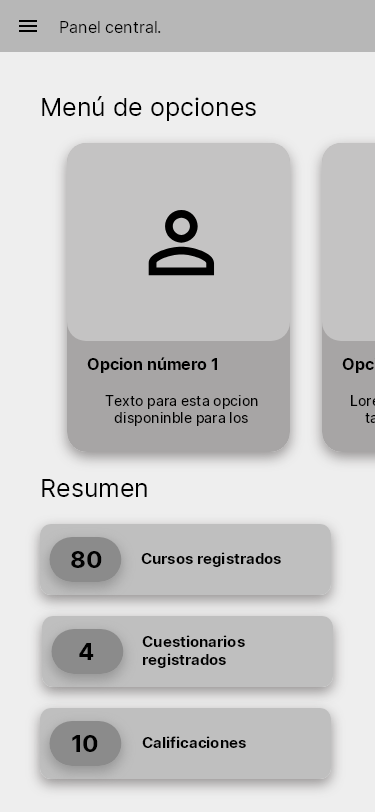 Panel central.
Menú de opciones
Opcion número 1
Opc
Texto para esta opcion
disponinble para los
Lore
ta
Resumen
80
Cursos registrados
4
Cuestionarios
registrados
10
Calificaciones